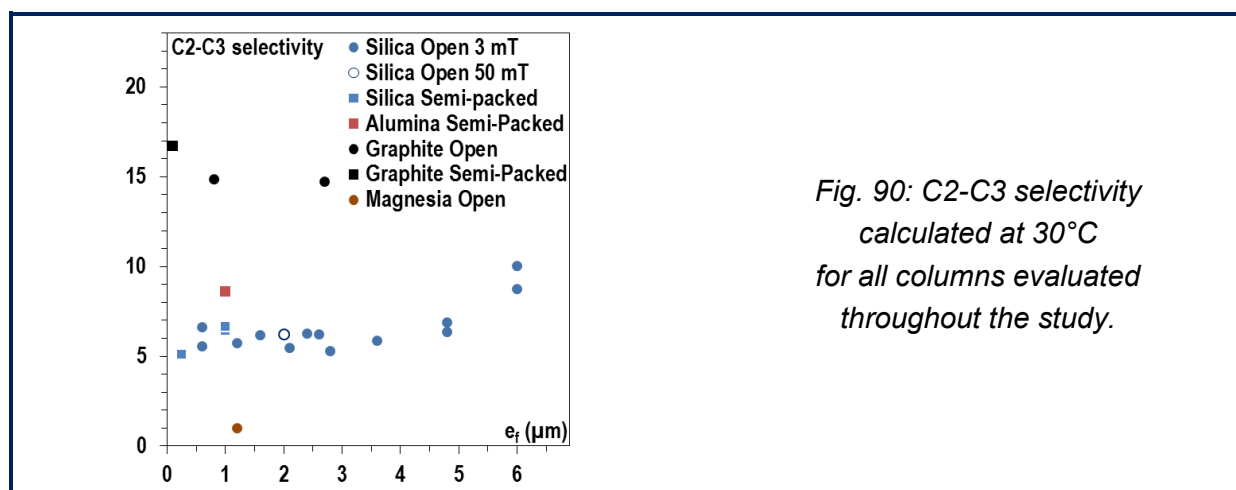 C2-C3 selectivity
Silica Open 3 mT
Silica Open 50 mT
Silica Semi-packed
Alumina Semi-Packed
Graphite Open
Graphite Semi-Packed
Magnesia Open
20
15
10
5
0
e_f (µm)
0 1 2 3 4 5 6
Fig. 90: C2-C3 selectivity
calculated at 30°C
for all columns evaluated
throughout the study.